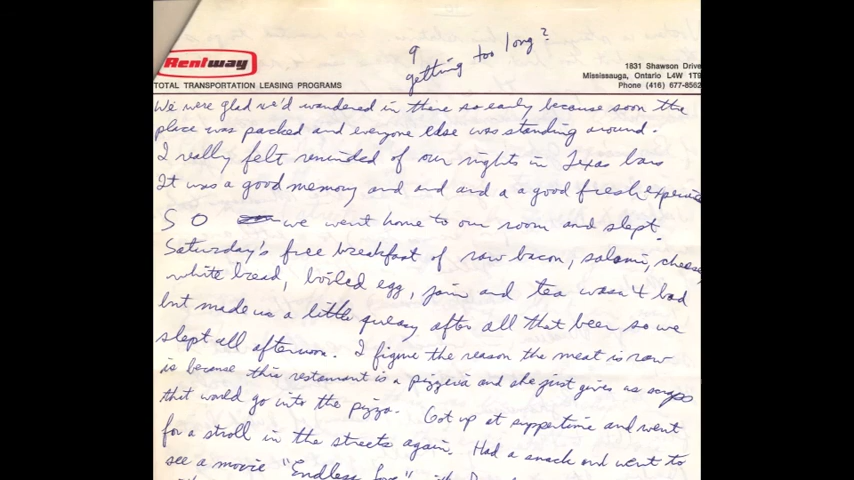 9
getting too long?
Rentway
TOTAL TRANSPORTATION LEASING PROGRAMS
1831 Shawson Drive
Mississauga, Ontario L4W 1T9
Phone (416) 677-8562
We were glad we'd wandered in there so early because soon the
place was packed and everyone else was standing around.
I really felt reminded of our nights in Texas bars
It was a good memory and and and a a good fresh experience
SO we went home to our room and slept.
Saturday's free breakfast of raw bacon, salami, cheese,
white bread, boiled egg, jam and tea wasn't bad
but made us a little queasy after all that beer so we
slept all afternoon. I figure the reason the meat is raw
is because this restaurant is a pizzeria and she just gives us scraps
that would go into the pizza. Got up at suppertime and went
for a stroll in the streets again. Had a snack and went to
see a movie "Endless Love" with